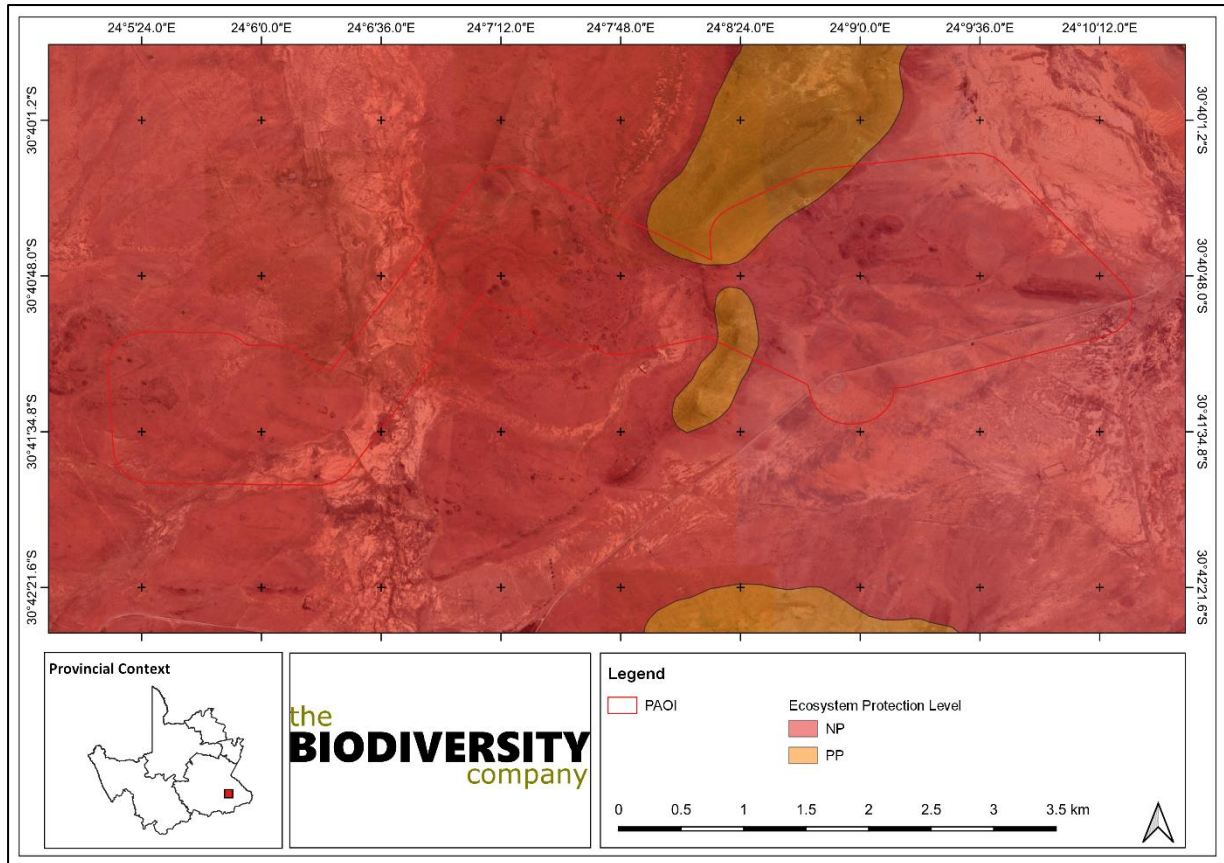 24°5'24.0"E 24°6'0.0"E 24°6'36.0"E 24°7'12.0"E 24°7'48.0"E 24°8'24.0"E 24°9'0.0"E 24°9'36.0"E 24°10'12.0"E
30°40'1.2"S 30°40'1.2"S
30°40'48.0"S 30°40'48.0"S
30°41'34.8"S 30°41'34.8"S
30°42'21.6"S 30°42'21.6"S
Provincial Context
the
BIODIVERSITY
company
Legend
PAOI
Ecosystem Protection Level
NP
PP
0 0.5 1 1.5 2 2.5 3 3.5 km